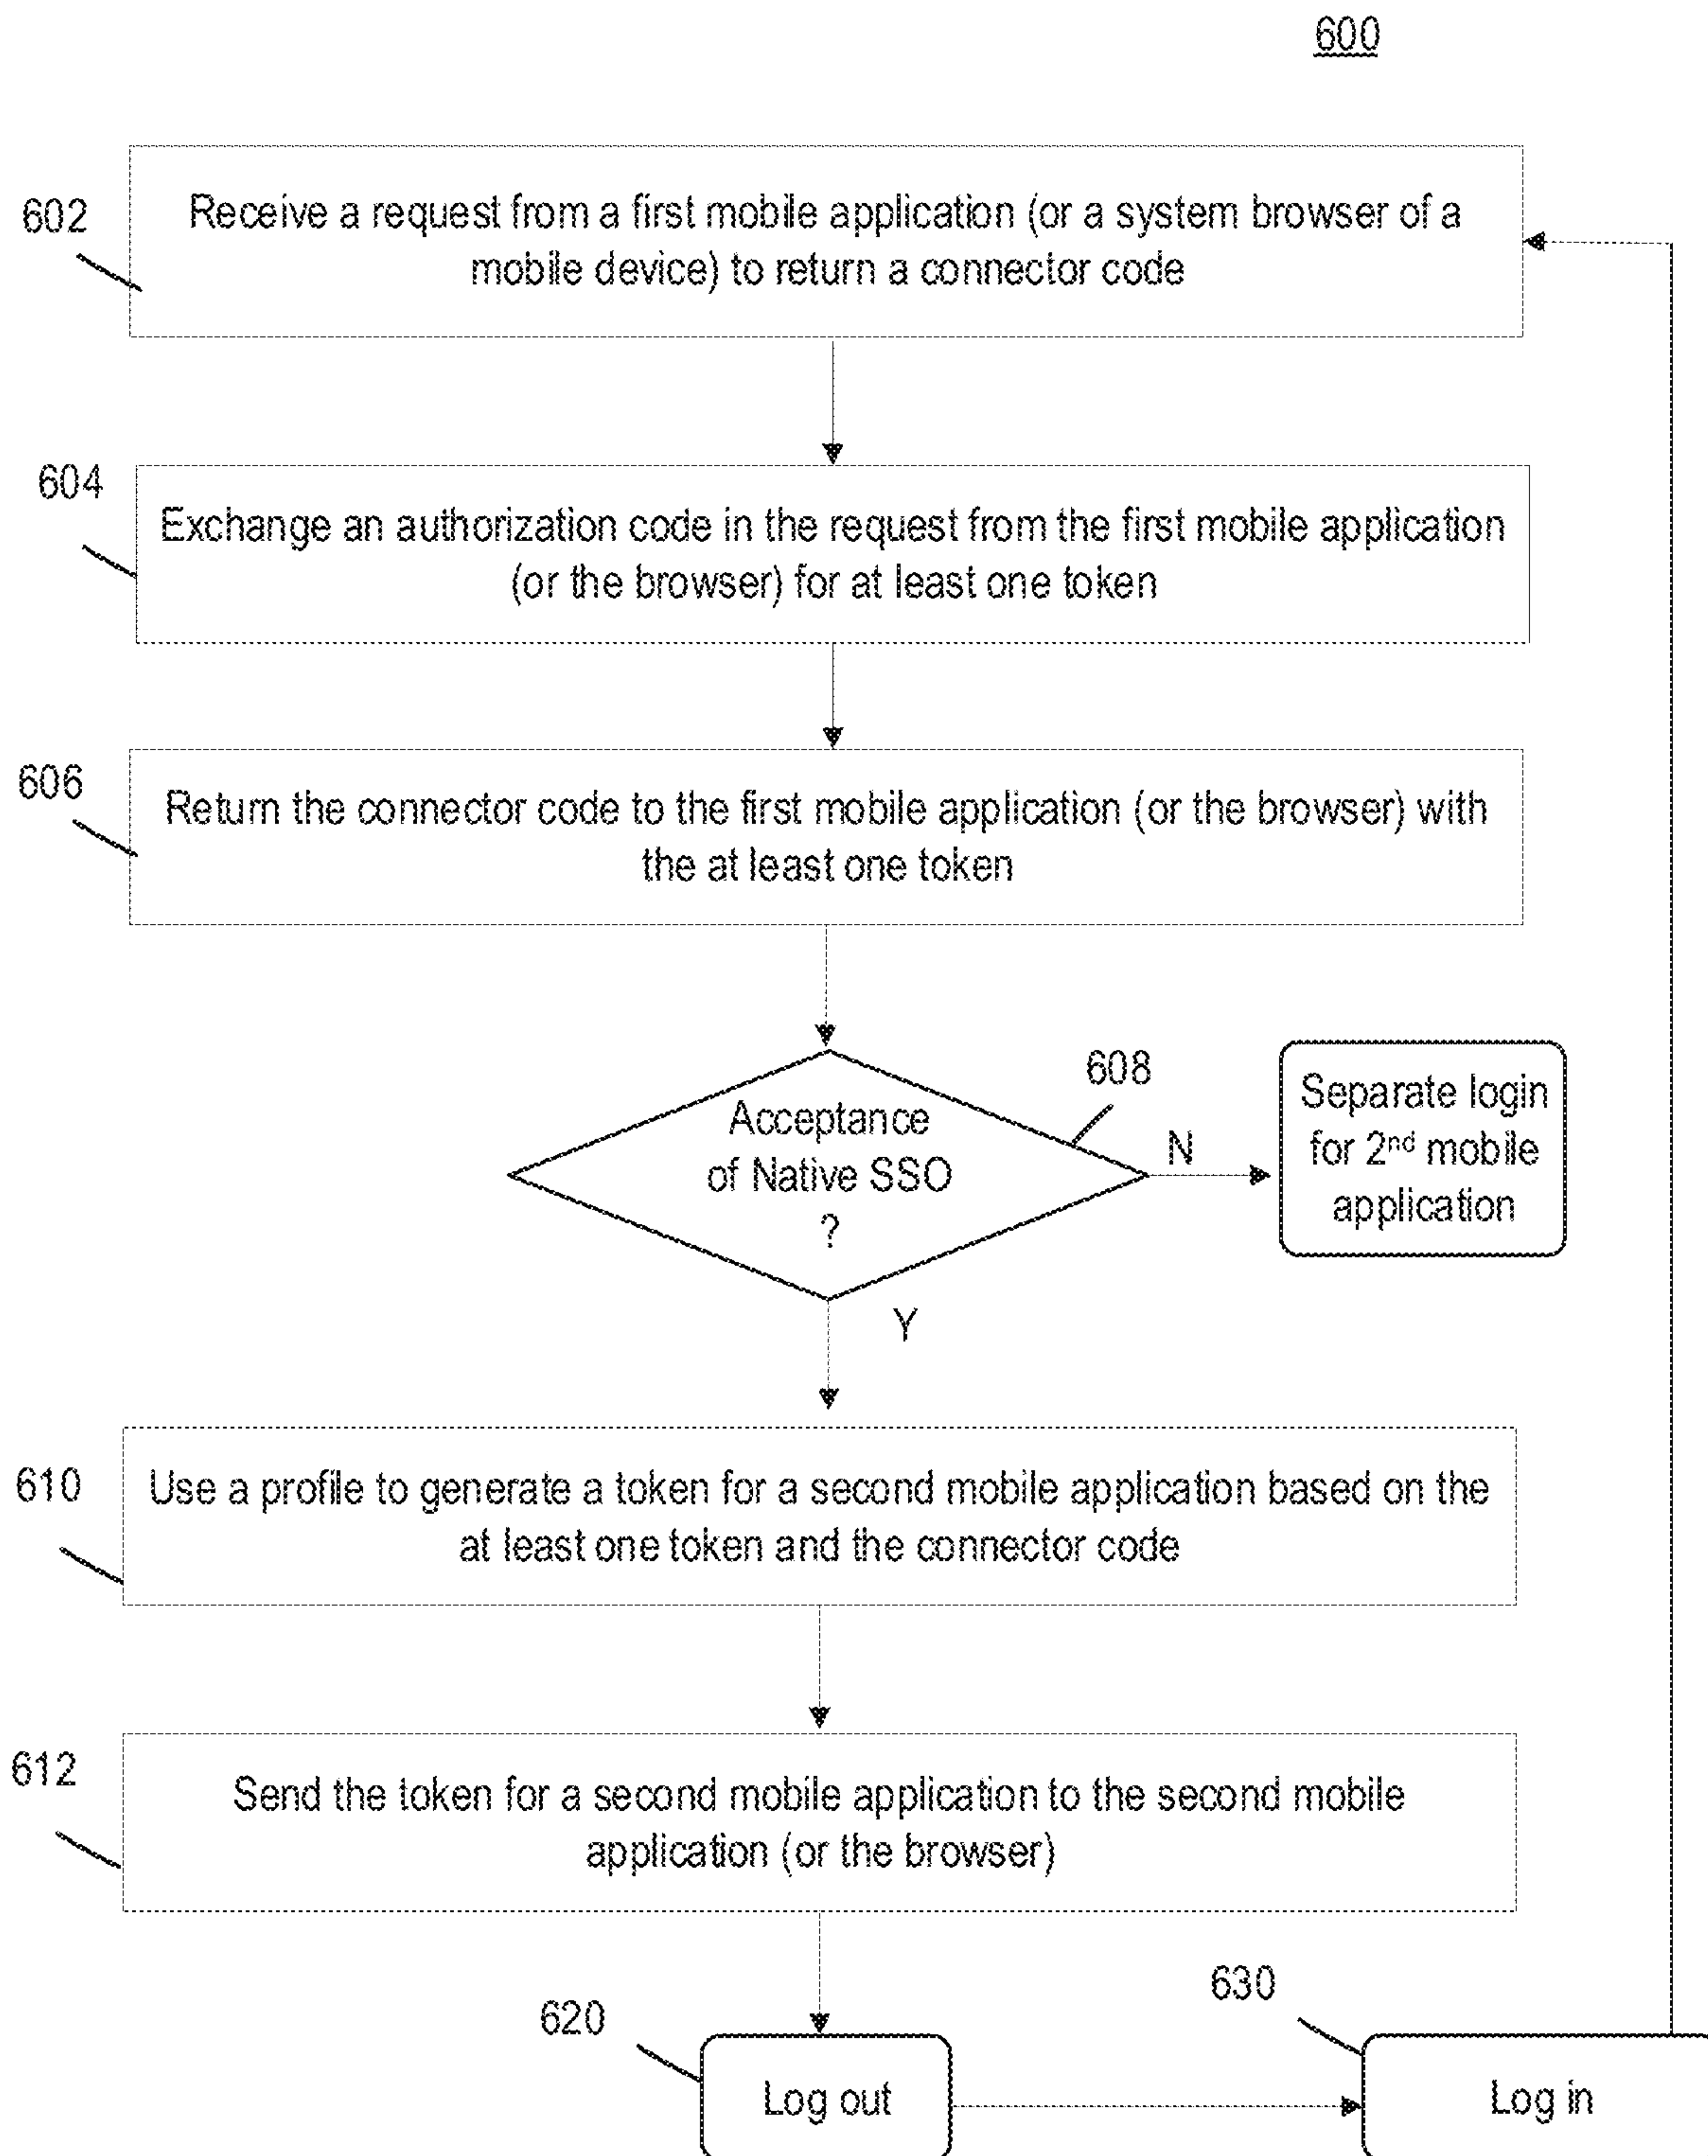 600
602
Receive a request from a first mobile application (or a system browser of a
mobile device) to return a connector code
604
Exchange an authorization code in the request from the first mobile application
(or the browser) for at least one token
606
Return the connector code to the first mobile application (or the browser) with
the at least one token
608
Acceptance
of Native SSO
?
N
Separate login
for 2nd mobile
application
Y
610
Use a profile to generate a token for a second mobile application based on the
at least one token and the connector code
612
Send the token for a second mobile application to the second mobile
application (or the browser)
620
Log out
630
Log in